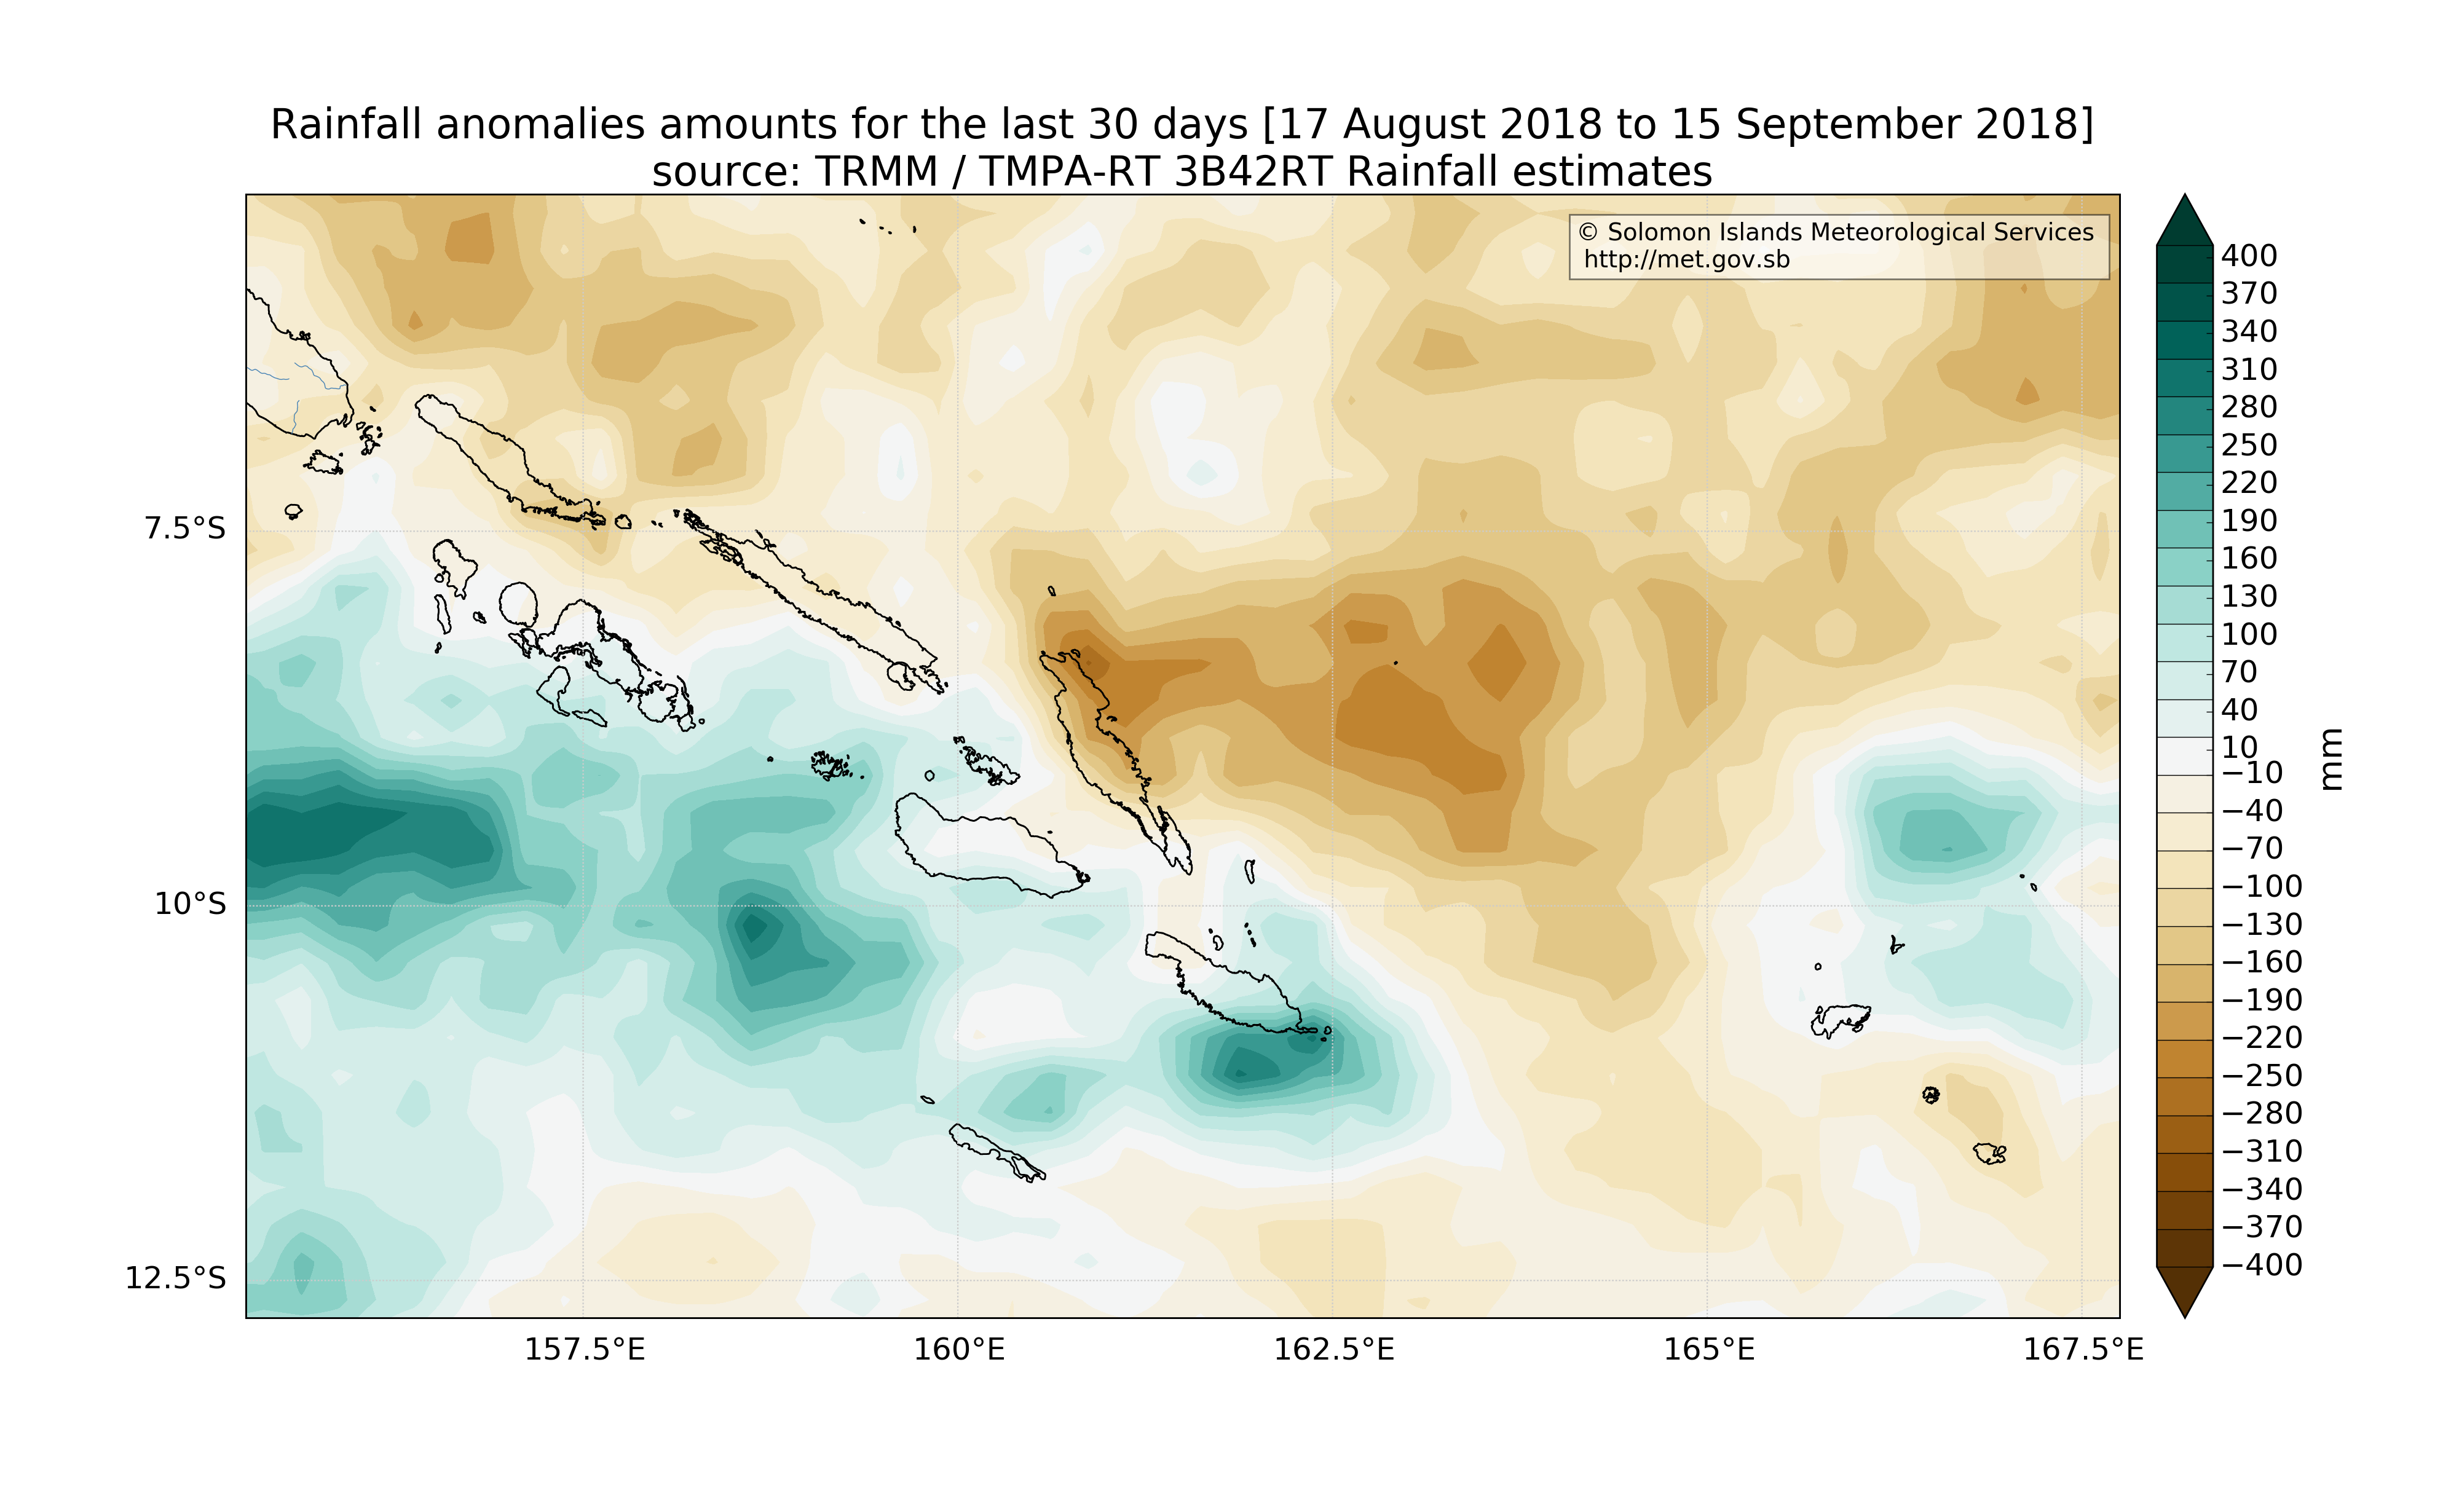 Rainfall anomalies amounts for the last 30 days [17 August 2018 to 15 September 2018]
source: TRMM / TMPA-RT 3B42RT Rainfall estimates
© Solomon Islands Meteorological Services
http://met.gov.sb
7.5°S
10°S
12.5°S
157.5°E
160°E
162.5°E
165°E
167.5°E
400
370
340
310
280
250
220
190
160
130
100
70
40
10
−10
−40
−70
−100
−130
−160
−190
−220
−250
−280
−310
−340
−370
−400
mm